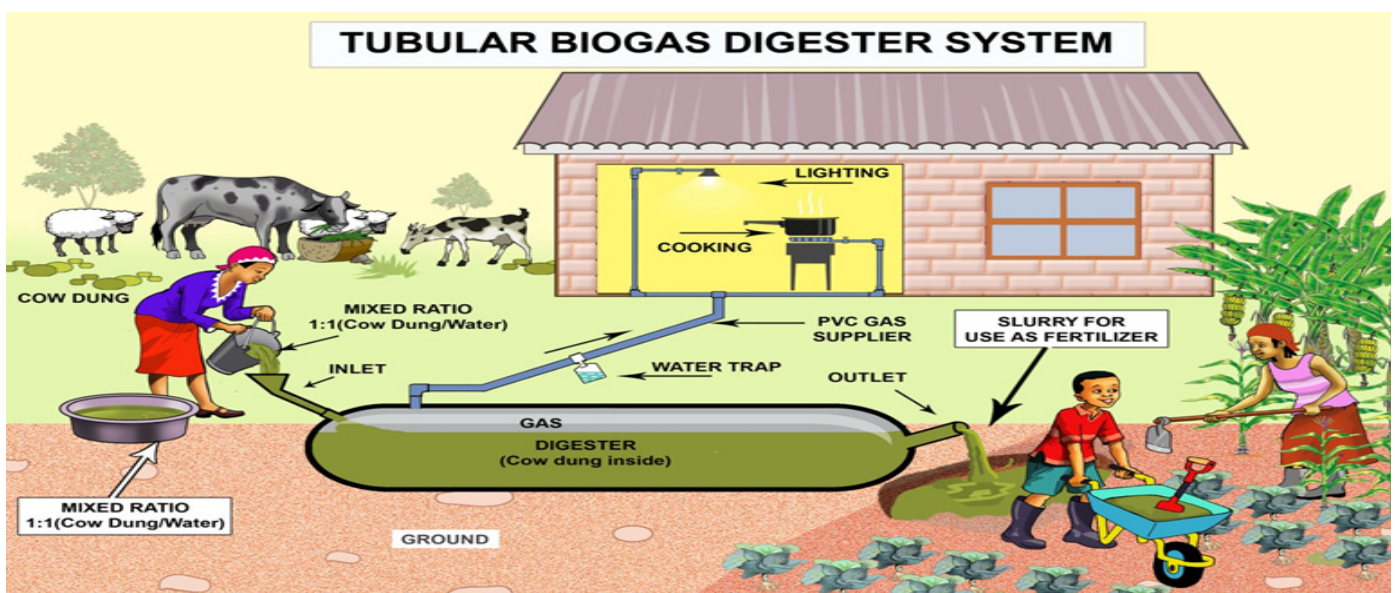 TUBULAR BIOGAS DIGESTER SYSTEM
LIGHTING
COOKING
COW DUNG
MIXED RATIO
1:1(Cow Dung/Water)
INLET
PVC GAS
SUPPLIER
WATER TRAP
SLURRY FOR
USE AS FERTILIZER
OUTLET
GAS
DIGESTER
(Cow dung inside)
MIXED RATIO
1:1(Cow Dung/Water)
GROUND